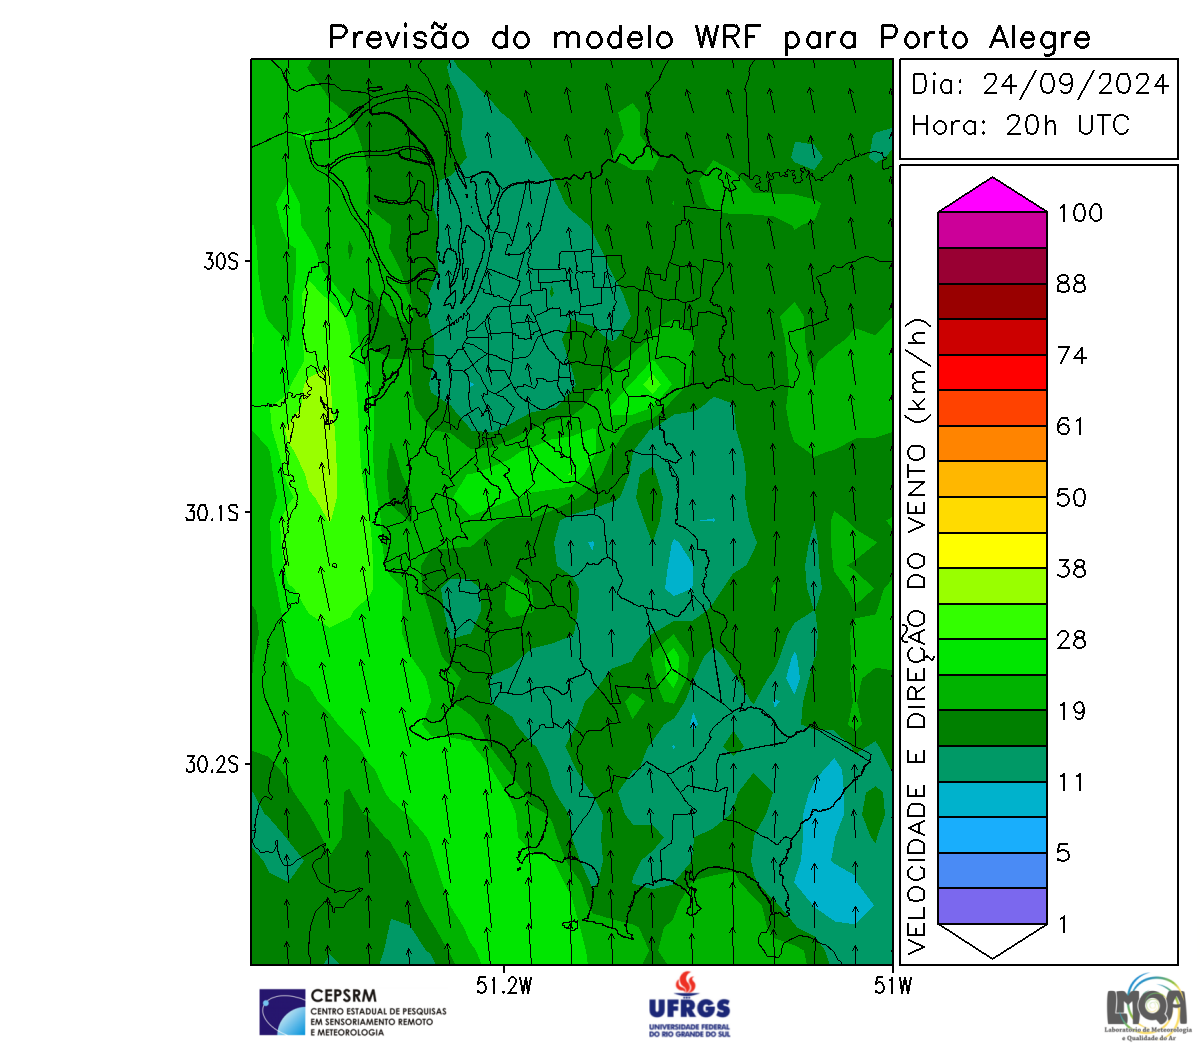 Previsão do modelo WRF para Porto Alegre
Dia: 24/09/2024
Hora: 20h UTC
30S
30.1S
30.2S
51.2W
51W
VELOCIDADE E DIREÇÃO DO VENTO (km/h)
100
88
74
61
50
38
28
19
11
5
1
CEPSRM
CENTRO ESTADUAL DE PESQUISAS
EM SENSORIAMENTO REMOTO
E METEOROLOGIA
UFRGS
UNIVERSIDADE FEDERAL
DO RIO GRANDE DO SUL
LMQA
Laboratório de Meteorologia
e Qualidade do Ar